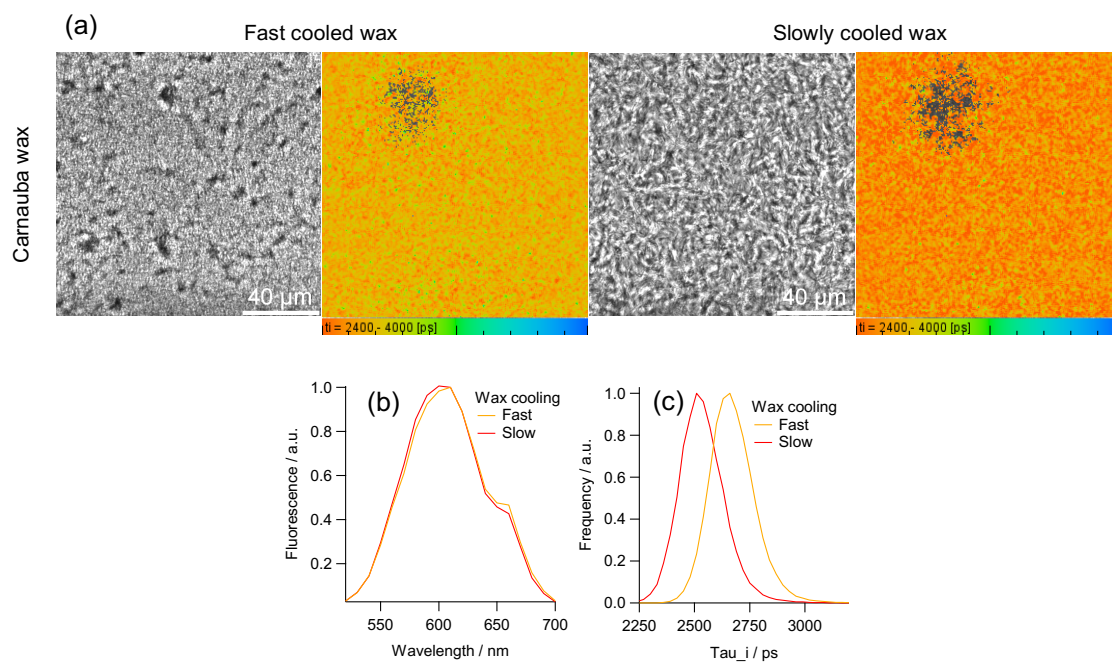 (a)
Fast cooled wax
Slowly cooled wax
Carnauba wax
40 µm
40 µm
ti = 2400 - 4000 [ps]
ti = 2400 - 4000 [ps]
(b)
Wax cooling
Fast
Slow
Fluorescence / a.u.
1.0
0.8
0.6
0.4
0.2
550
600
650
700
Wavelength / nm
(c)
Wax cooling
Fast
Slow
Frequency / a.u.
1.0
0.8
0.6
0.4
0.2
0.0
2250
2500
2750
3000
Tau_i / ps